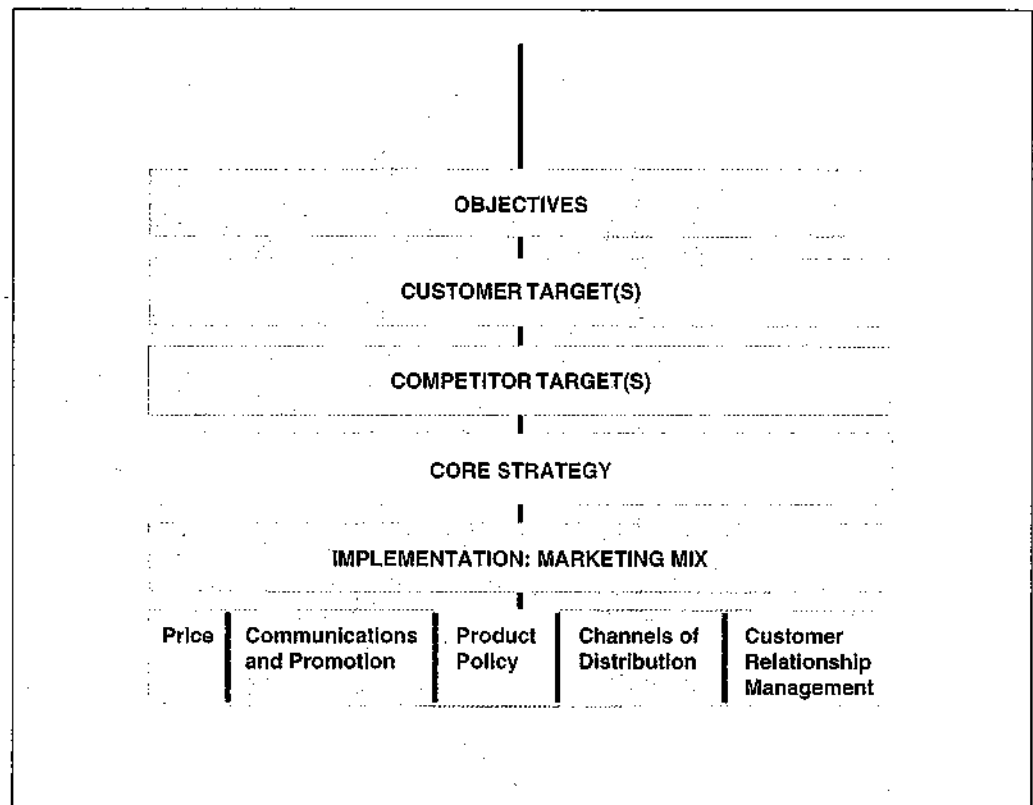 OBJECTIVES
CUSTOMER TARGET(S)
COMPETITOR TARGET(S)
CORE STRATEGY
IMPLEMENTATION: MARKETING MIX
Price
Communications
and Promotion
Product
Policy
Channels of
Distribution
Customer
Relationship
Management